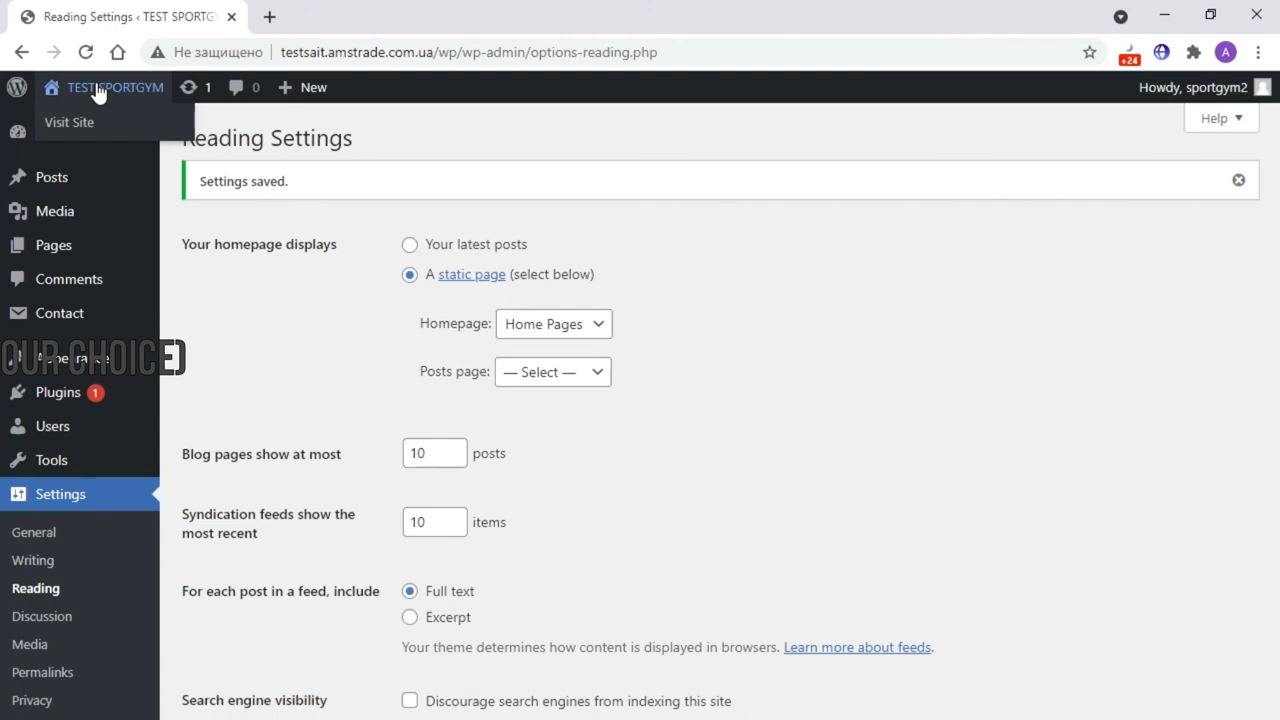 Reading Settings ‹ TEST SPORTG
Не защищено
testsait.amstrade.com.ua/wp/wp-admin/options-reading.php
+24
A
TEST SPORTGYM
1
0
New
Howdy, sportgym2
Visit Site
Help
Reading Settings
Settings saved.
Posts
Media
Pages
Comments
Contact
Appearance
OUR CHOICE)
Plugins 1
Users
Tools
Settings
General
Writing
Reading
Discussion
Media
Permalinks
Privacy
Your homepage displays
Your latest posts
A static page (select below)
Homepage: Home Pages
Posts page: — Select —
Blog pages show at most
10 posts
Syndication feeds show the
most recent
10 items
For each post in a feed, include
Full text
Excerpt
Your theme determines how content is displayed in browsers. Learn more about feeds.
Search engine visibility
Discourage search engines from indexing this site